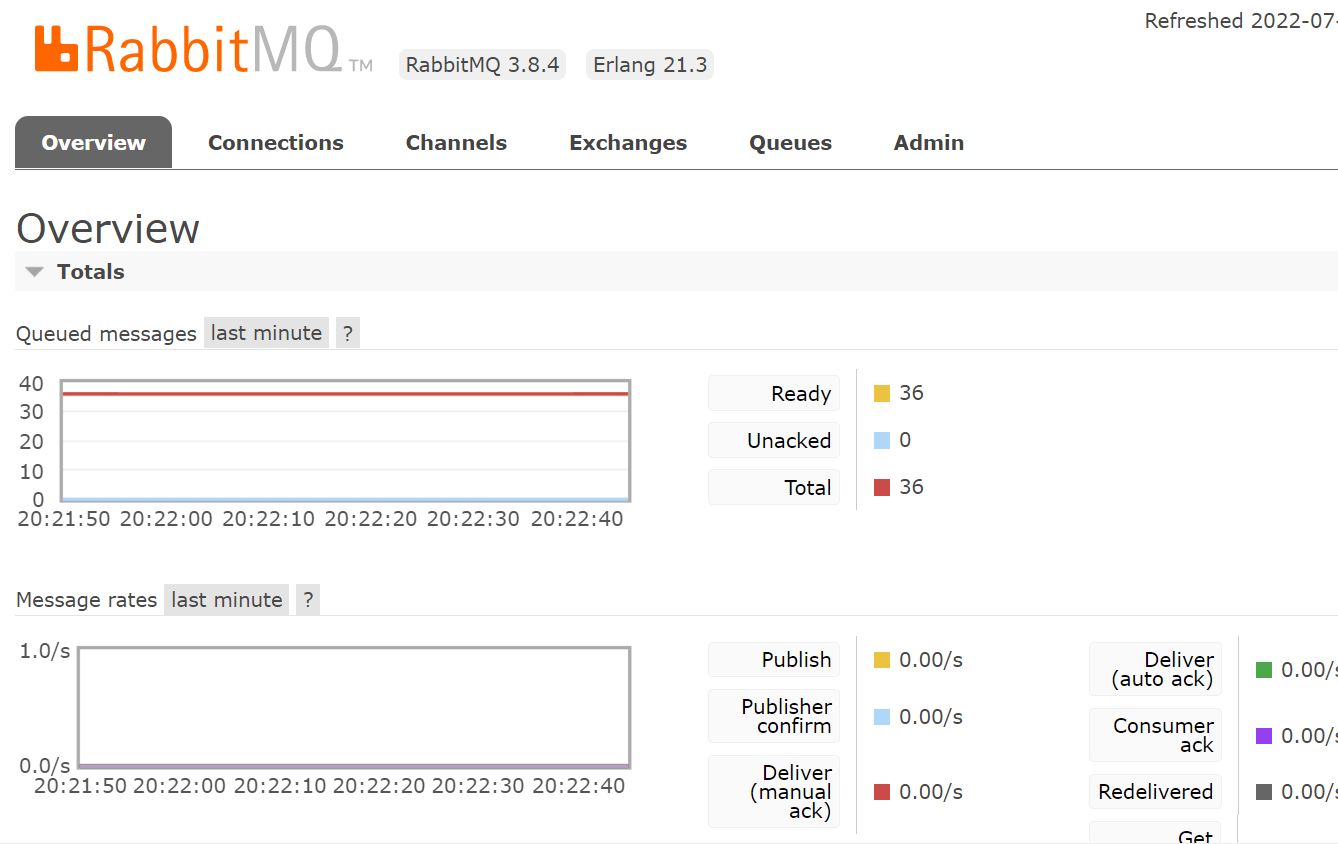 RabbitMQ TM RabbitMQ 3.8.4 Erlang 21.3
Refreshed 2022-07-
Overview Connections Channels Exchanges Queues Admin
Overview
Totals
Queued messages last minute ?
40
30
20
10
0
20:21:50 20:22:00 20:22:10 20:22:20 20:22:30 20:22:40
Ready 36
Unacked 0
Total 36
Message rates last minute ?
1.0/s
0.0/s
20:21:50 20:22:00 20:22:10 20:22:20 20:22:30 20:22:40
Publish 0.00/s
Publisher
confirm 0.00/s
Deliver
(manual
ack) 0.00/s
Deliver
(auto ack) 0.00/s
Consumer
ack 0.00/s
Redelivered 0.00/s
Get